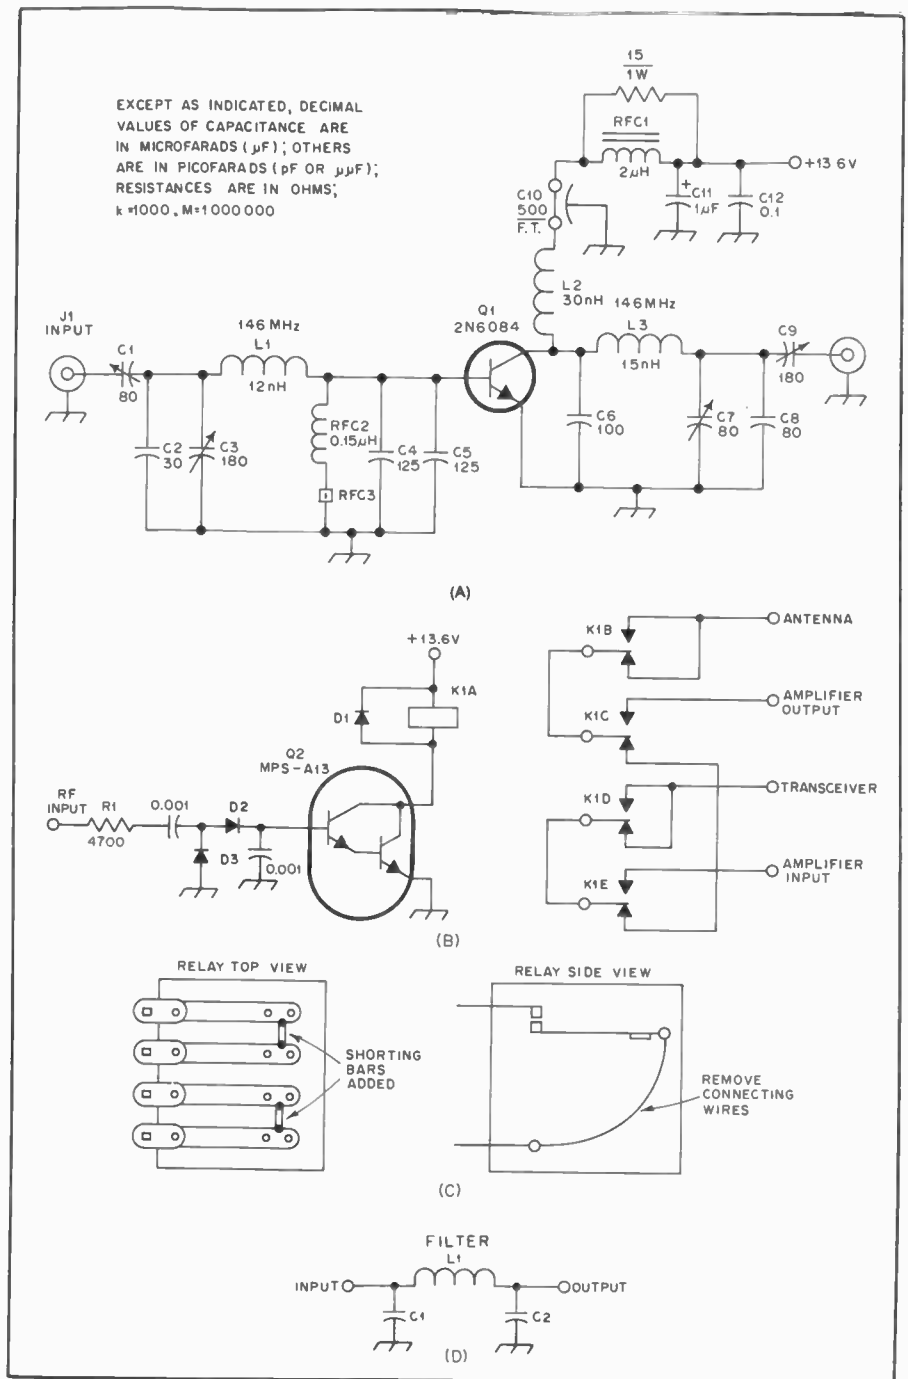 EXCEPT AS INDICATED, DECIMAL
VALUES OF CAPACITANCE ARE
IN MICROFARADS (µF); OTHERS
ARE IN PICOFARADS (pF OR µµF);
RESISTANCES ARE IN OHMS;
k=1000, M=1000000
15
1W
RFC1
2µH
+13.6V
C10
500
F.T.
+
C11
1µF
C12
0.1
L2
30nH
Q1
2N6084
146MHz
L3
15nH
C9
180
J1
INPUT
C1
80
146MHz
L1
12nH
C2
30
C3
180
RFC2
0.15µH
RFC3
C4
125
C5
125
C6
100
C7
80
C8
80
(A)
+13.6V
K1A
D1
Q2
MPS-A13
RF
INPUT
R1
4700
0.001
D2
D3
0.001
K1B
ANTENNA
K1C
AMPLIFIER
OUTPUT
K1D
TRANSCEIVER
K1E
AMPLIFIER
INPUT
(B)
RELAY TOP VIEW
SHORTING
BARS
ADDED
RELAY SIDE VIEW
REMOVE
CONNECTING
WIRES
(C)
FILTER
L1
INPUT
OUTPUT
C1
C2
(D)